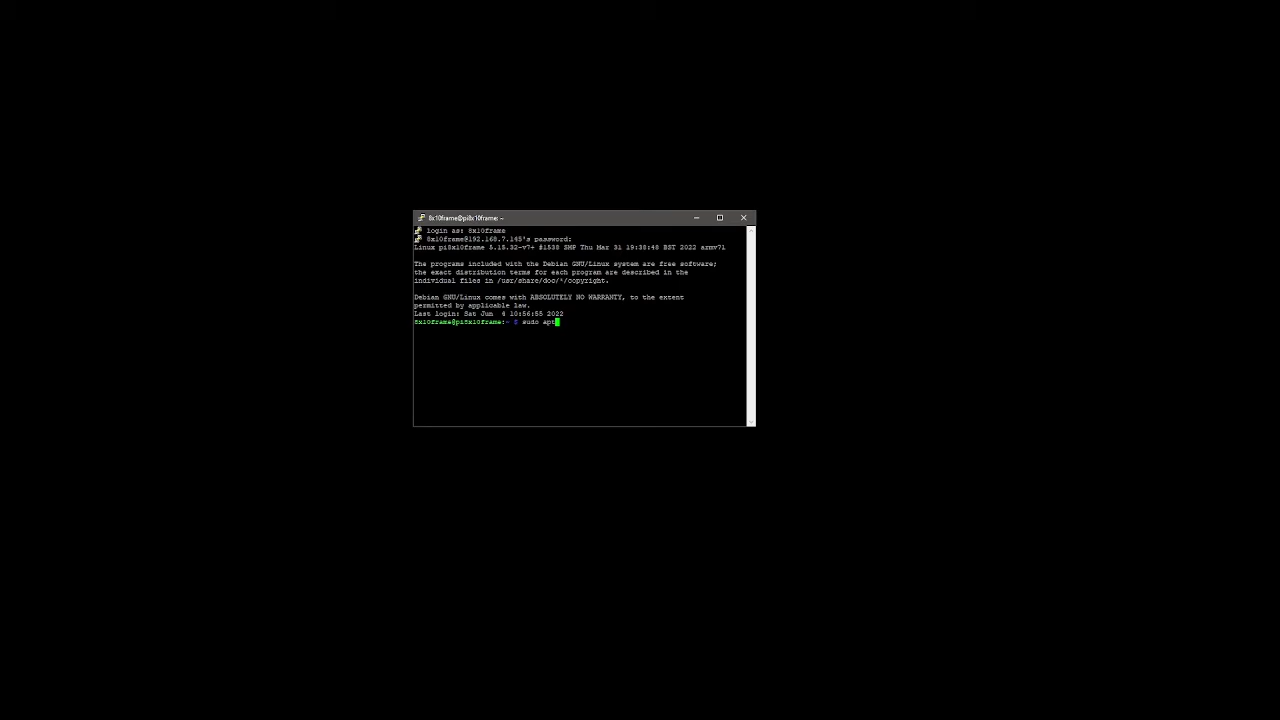 8x10frame@pi8x10frame: ~
login as: 8x10frame
8x10frame@192.168.7.145's password:
Linux pi8x10frame 5.15.32-v7+ #1538 SMP Thu Mar 31 19:38:48 BST 2022 armv7l
The programs included with the Debian GNU/Linux system are free software;
the exact distribution terms for each program are described in the
individual files in /usr/share/doc/*/copyright.
Debian GNU/Linux comes with ABSOLUTELY NO WARRANTY, to the extent
permitted by applicable law.
Last login: Sat Jun  4 10:56:55 2022
8x10frame@pi8x10frame:~ $ sudo apt